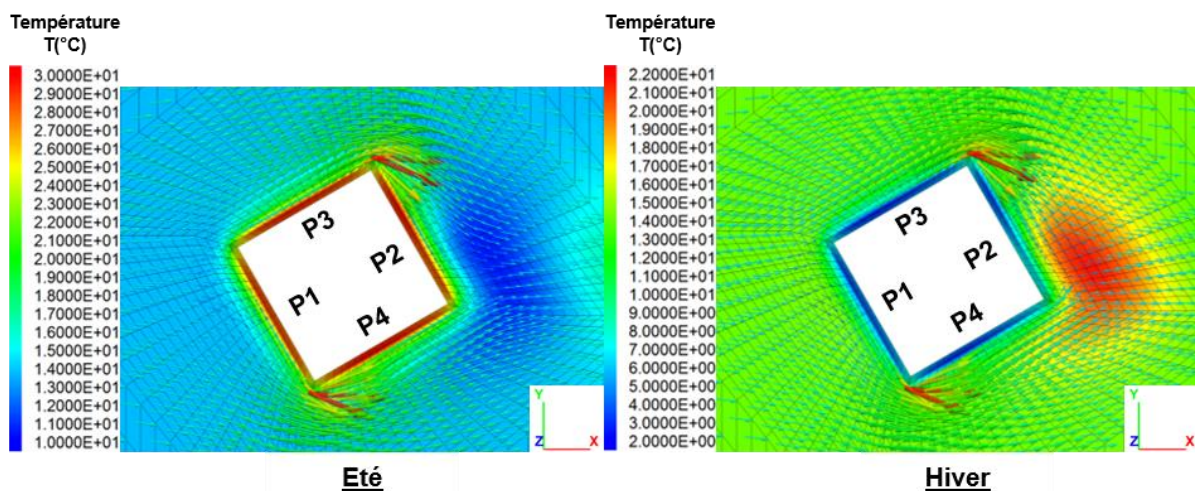 Température
T(°C)
3.0000E+01
2.9000E+01
2.8000E+01
2.7000E+01
2.6000E+01
2.5000E+01
2.4000E+01
2.3000E+01
2.2000E+01
2.1000E+01
2.0000E+01
1.9000E+01
1.8000E+01
1.7000E+01
1.6000E+01
1.5000E+01
1.4000E+01
1.3000E+01
1.2000E+01
1.1000E+01
1.0000E+01
P3
P2
P1
P4
Y
Z X
Eté
Température
T(°C)
2.2000E+01
2.1000E+01
2.0000E+01
1.9000E+01
1.8000E+01
1.7000E+01
1.6000E+01
1.5000E+01
1.4000E+01
1.3000E+01
1.2000E+01
1.1000E+01
1.0000E+01
9.0000E+00
8.0000E+00
7.0000E+00
6.0000E+00
5.0000E+00
4.0000E+00
3.0000E+00
2.0000E+00
P3
P2
P1
P4
Y
Z X
Hiver